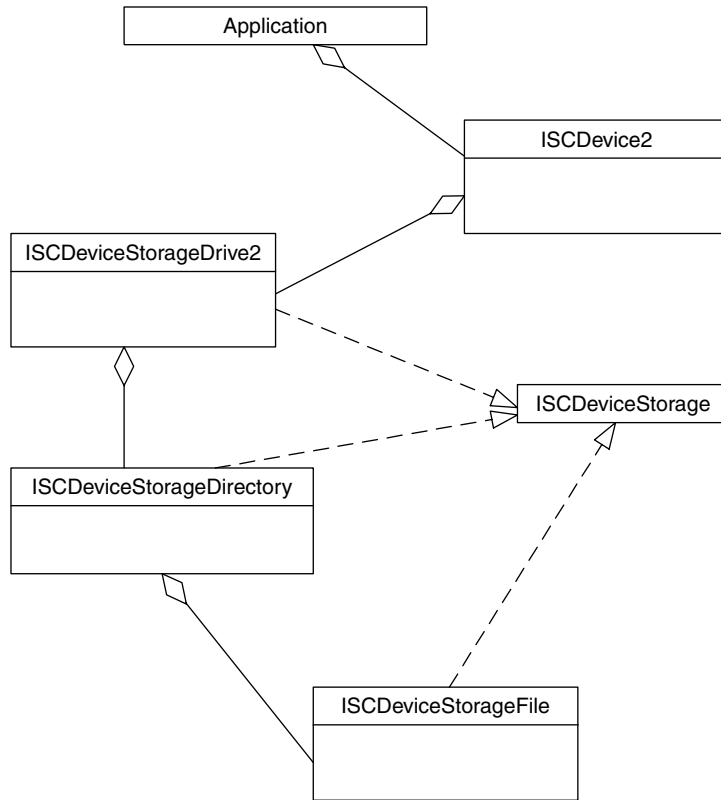 Application
ISCDevice2
ISCDeviceStorageDrive2
ISCDeviceStorage
ISCDeviceStorageDirectory
ISCDeviceStorageFile